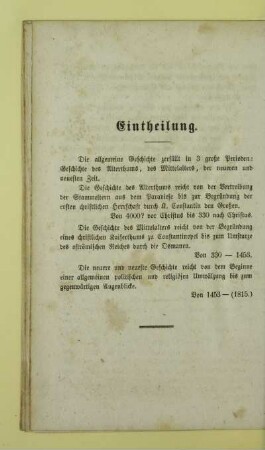 Eintheilung.
Die allgemeine Geschichte zerfällt in 3 große Perioden:
Geschichte des Alterthums, des Mittelalters, der neueren und
neuesten Zeit.
Die Geschichte des Alterthums reicht von der Vertreibung
der Stammeltern aus dem Paradiese bis zur Begründung der
ersten christlichen Herrschaft durch K. Constantin den Großen.
Von 4000? vor Christus bis 330 nach Christus.
Die Geschichte des Mittelalters reicht von der Begründung
eines christlichen Kaiserthums zu Constantinopel bis zum Umsturze
des oströmischen Reiches durch die Osmanen.
Von 330 — 1453.
Die neuere und neueste Geschichte reicht von dem Beginne
einer allgemeinen politischen und religiösen Umwälzung bis zum
gegenwärtigen Augenblicke.
Von 1453 — (1815.)